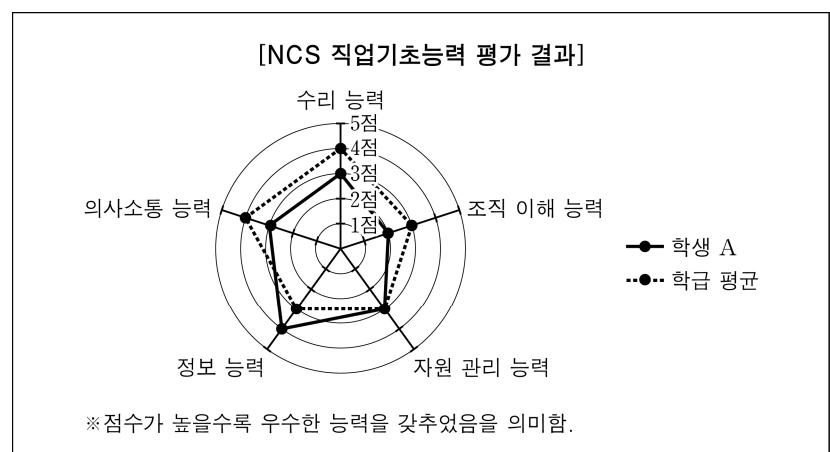 [NCS 직업기초능력 평가 결과]
수리 능력
5점
4점
3점
2점
1점
의사소통 능력
조직 이해 능력
학생 A
학급 평균
정보 능력
자원 관리 능력
※점수가 높을수록 우수한 능력을 갖추었음을 의미함.